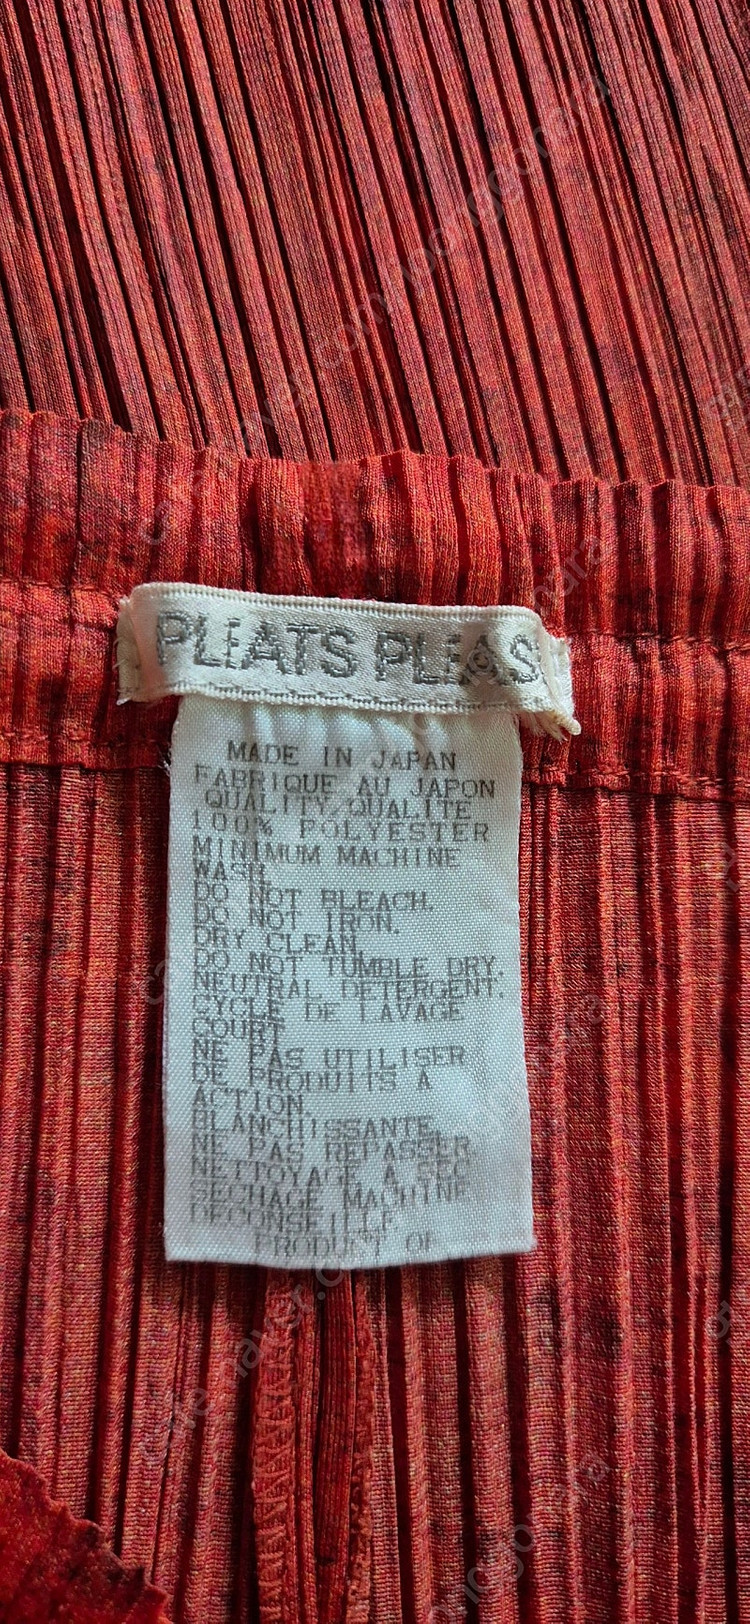 PLEATS PLEAS
MADE IN JAPAN
FABRIQUE AU JAPON
QUALITY/QUALITE
100% POLYESTER
MINIMUM MACHINE
WASH.
DO NOT BLEACH.
DO NOT IRON.
DRY CLEAN.
DO NOT TUMBLE DRY.
NEUTRAL DETERGENT.
CYCLE DE LAVAGE
COURT
NE PAS UTILISER
DE PRODUITS A
ACTION.
BLANCHISSANTE
NE PAS REPASSER
NETTOYAGE A SEC
SECHAGE MACHINE
DECONSEILLE
PRODUCT OF